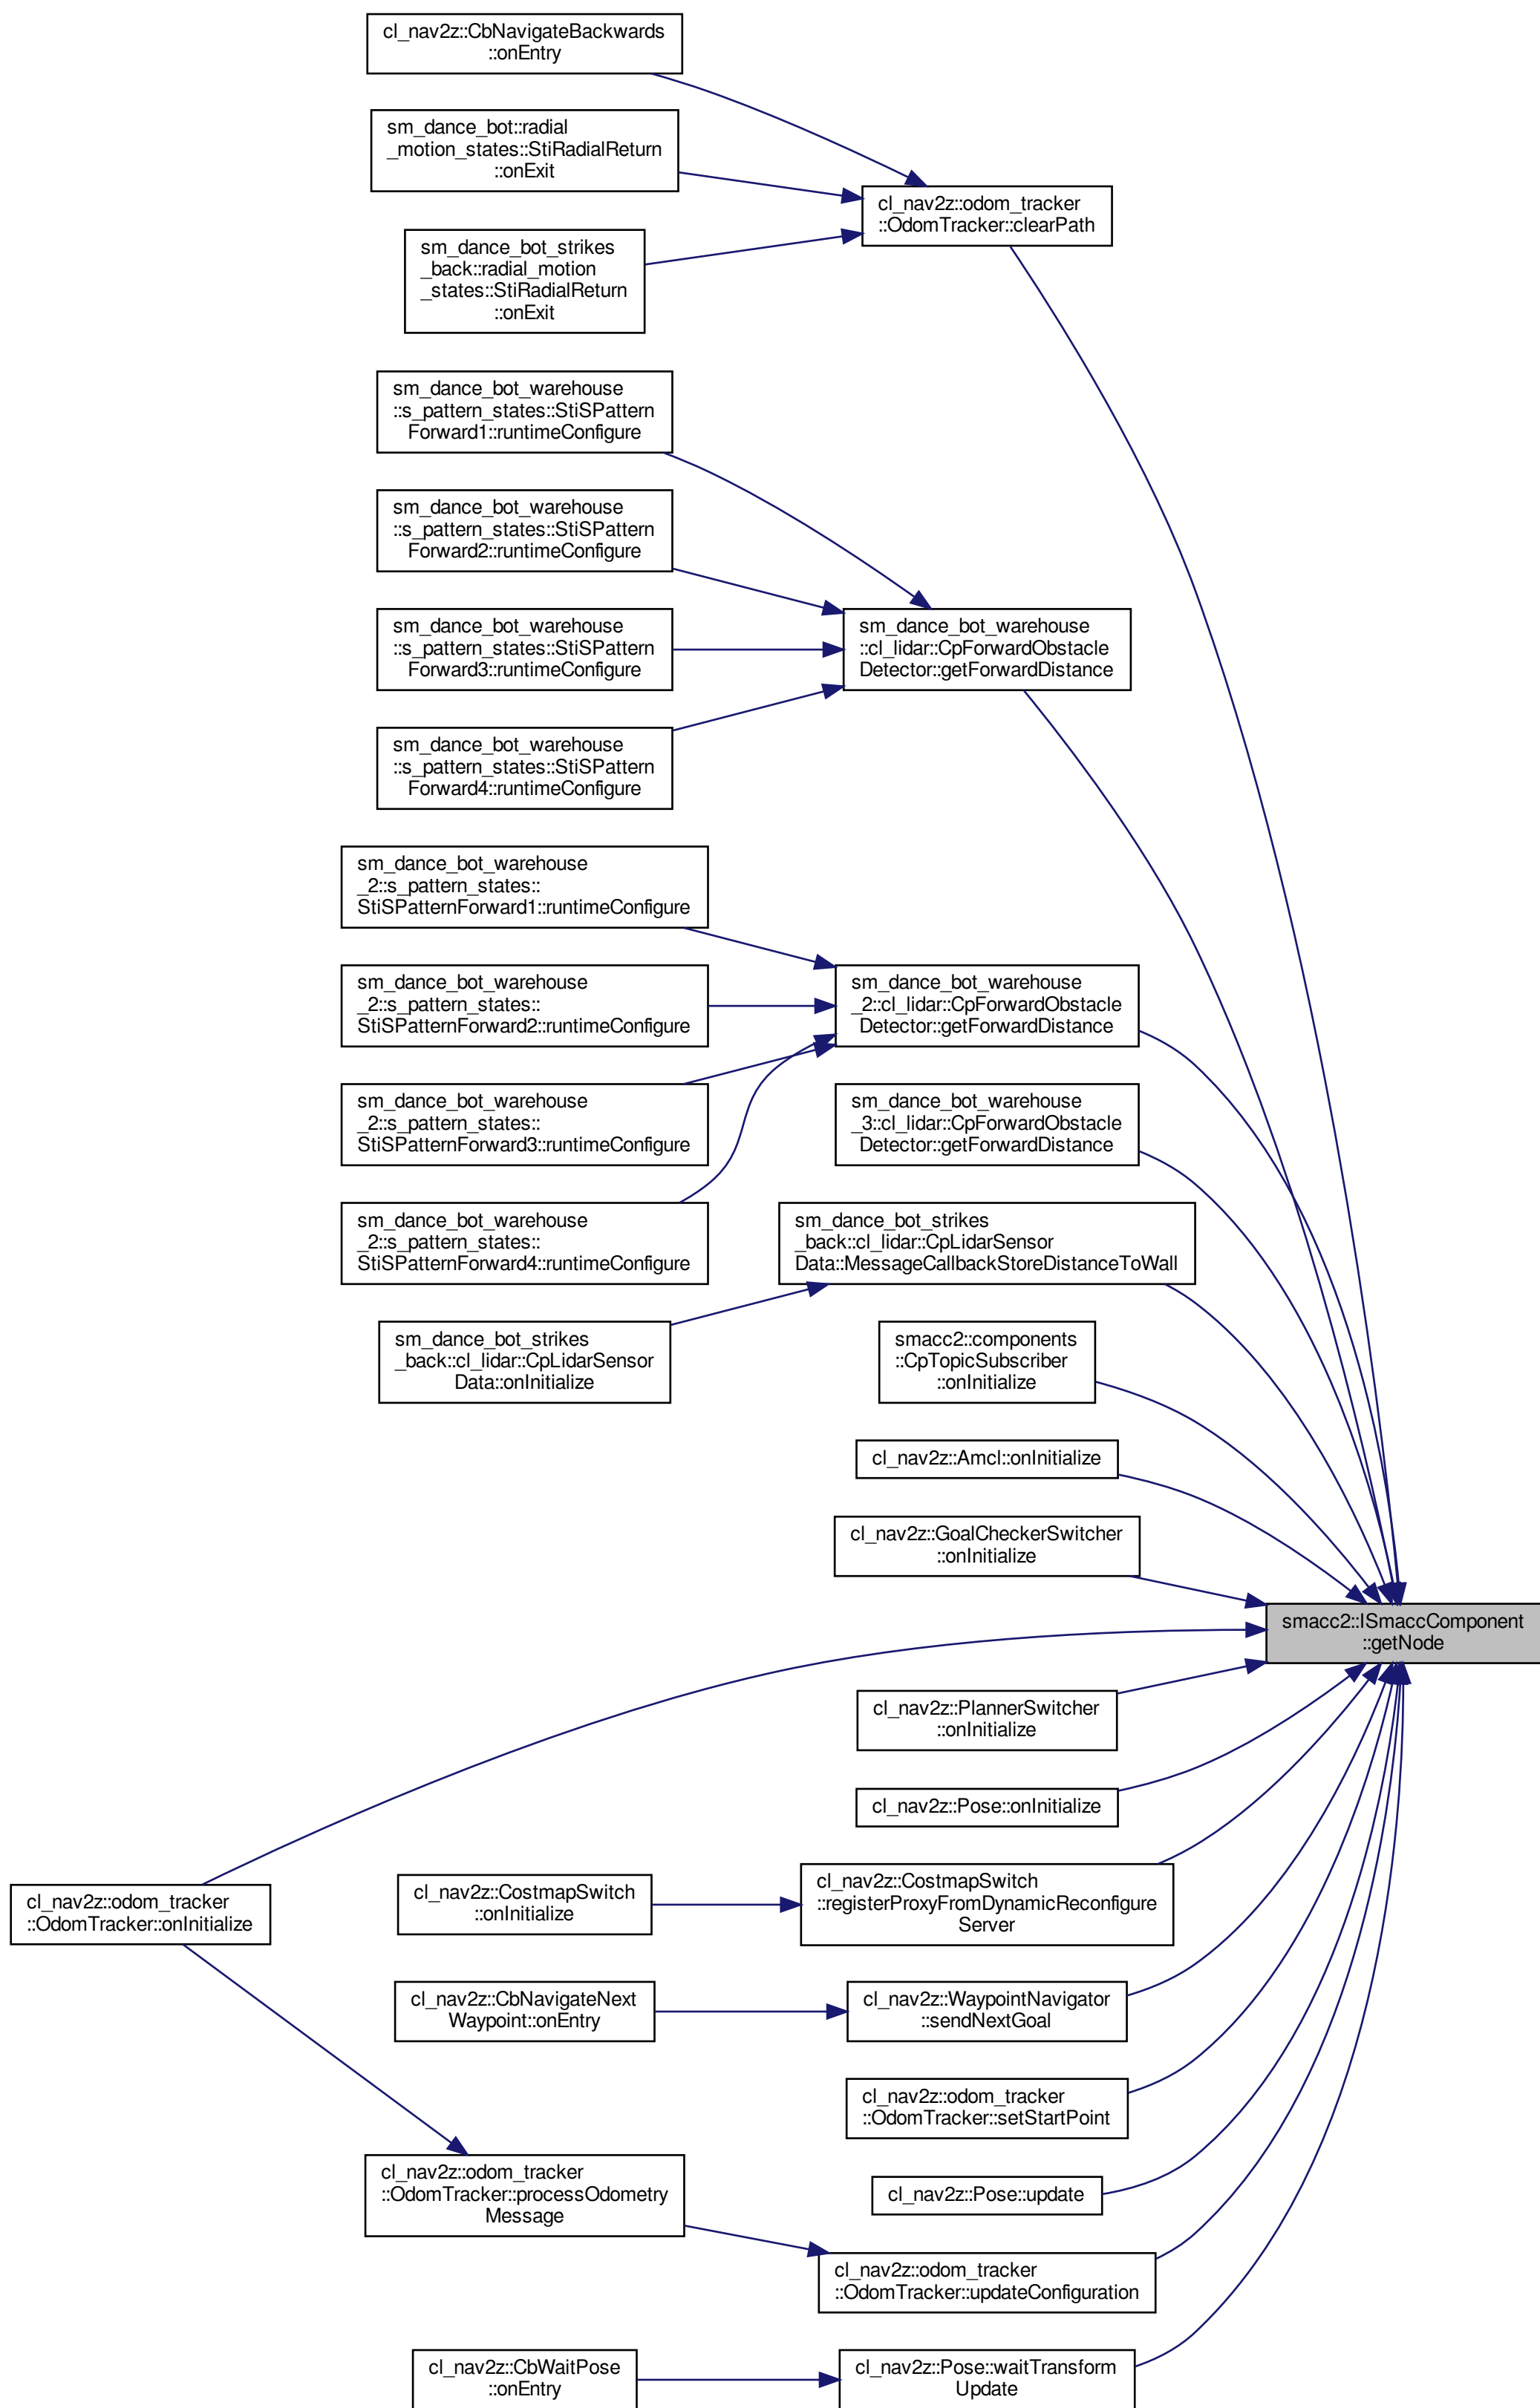 cl_nav2z::CbNavigateBackwards
::onEntry
sm_dance_bot::radial
_motion_states::StiRadialReturn
::onExit
cl_nav2z::odom_tracker
::OdomTracker::clearPath
sm_dance_bot_strikes
_back::radial_motion
_states::StiRadialReturn
::onExit
sm_dance_bot_warehouse
::s_pattern_states::StiSPattern
Forward1::runtimeConfigure
sm_dance_bot_warehouse
::s_pattern_states::StiSPattern
Forward2::runtimeConfigure
sm_dance_bot_warehouse
::s_pattern_states::StiSPattern
Forward3::runtimeConfigure
sm_dance_bot_warehouse
::cl_lidar::CpForwardObstacle
Detector::getForwardDistance
sm_dance_bot_warehouse
::s_pattern_states::StiSPattern
Forward4::runtimeConfigure
sm_dance_bot_warehouse
_2::s_pattern_states::
StiSPatternForward1::runtimeConfigure
sm_dance_bot_warehouse
_2::s_pattern_states::
StiSPatternForward2::runtimeConfigure
sm_dance_bot_warehouse
_2::cl_lidar::CpForwardObstacle
Detector::getForwardDistance
sm_dance_bot_warehouse
_2::s_pattern_states::
StiSPatternForward3::runtimeConfigure
sm_dance_bot_warehouse
_3::cl_lidar::CpForwardObstacle
Detector::getForwardDistance
sm_dance_bot_warehouse
_2::s_pattern_states::
StiSPatternForward4::runtimeConfigure
sm_dance_bot_strikes
_back::cl_lidar::CpLidarSensor
Data::MessageCallbackStoreDistanceToWall
sm_dance_bot_strikes
_back::cl_lidar::CpLidarSensor
Data::onInitialize
smacc2::components
::CpTopicSubscriber
::onInitialize
cl_nav2z::Amcl::onInitialize
cl_nav2z::GoalCheckerSwitcher
::onInitialize
smacc2::ISmaccComponent
::getNode
cl_nav2z::PlannerSwitcher
::onInitialize
cl_nav2z::Pose::onInitialize
cl_nav2z::odom_tracker
::OdomTracker::onInitialize
cl_nav2z::CostmapSwitch
::onInitialize
cl_nav2z::CostmapSwitch
::registerProxyFromDynamicReconfigure
Server
cl_nav2z::CbNavigateNext
Waypoint::onEntry
cl_nav2z::WaypointNavigator
::sendNextGoal
cl_nav2z::odom_tracker
::OdomTracker::setStartPoint
cl_nav2z::odom_tracker
::OdomTracker::processOdometry
Message
cl_nav2z::Pose::update
cl_nav2z::odom_tracker
::OdomTracker::updateConfiguration
cl_nav2z::CbWaitPose
::onEntry
cl_nav2z::Pose::waitTransform
Update